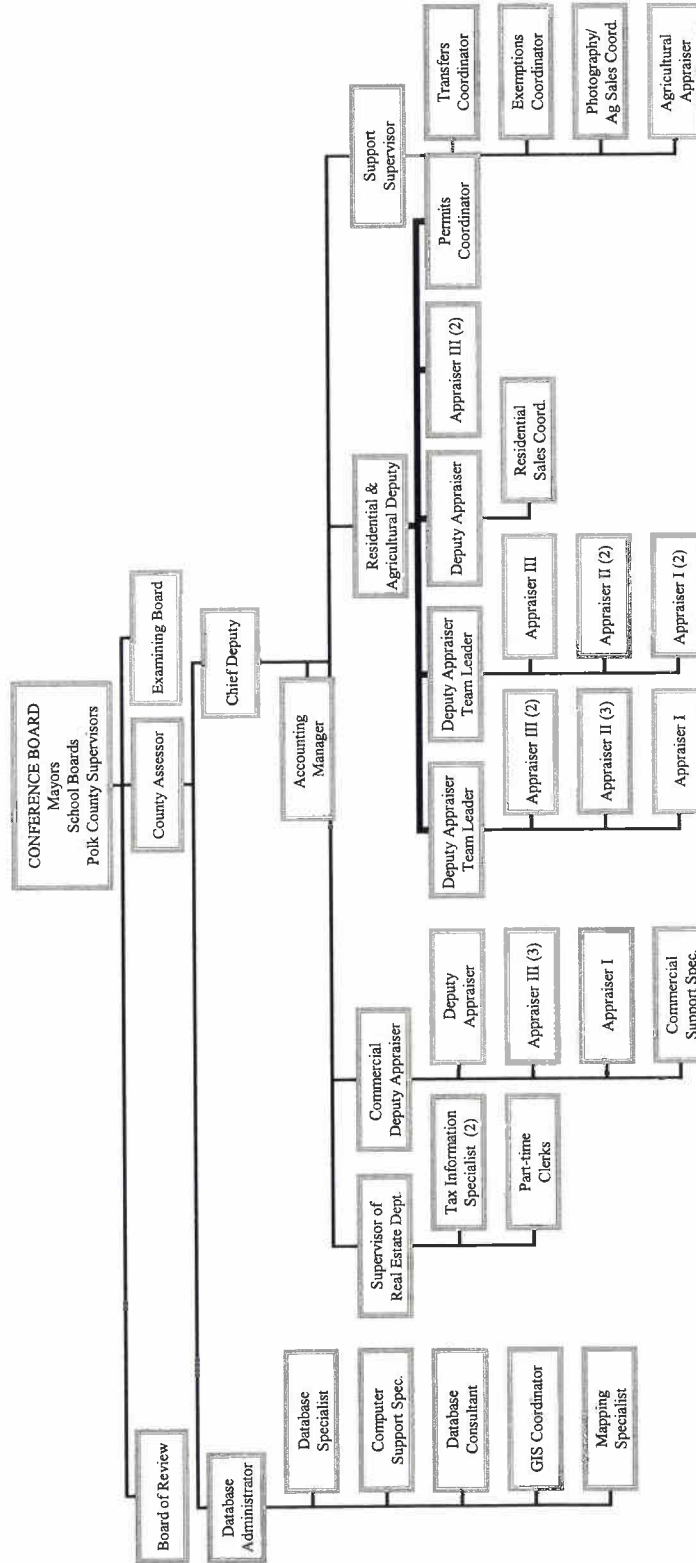 CONFERENCE BOARD
Mayors
School Boards
Polk County Supervisors
Board of Review
County Assessor
Examining Board
Database
Administrator
Chief Deputy
Database
Specialist
Computer
Support Spec.
Database
Consultant
GIS Coordinator
Mapping
Specialist
Accounting
Manager
Supervisor of
Real Estate Dept.
Tax Information
Specialist (2)
Part-time
Clerks
Commercial
Deputy Appraiser
Deputy
Appraiser
Appraiser III (3)
Appraiser I
Commercial
Support Spec.
Residential &
Agricultural Deputy
Deputy Appraiser
Team Leader
Appraiser III (2)
Appraiser II (3)
Appraiser I
Deputy Appraiser
Team Leader
Appraiser III
Appraiser II (2)
Appraiser I (2)
Deputy Appraiser
Residential
Sales Coord.
Appraiser III (2)
Permits
Coordinator
Support
Supervisor
Transfers
Coordinator
Exemptions
Coordinator
Photography/
Ag Sales Coord.
Agricultural
Appraiser